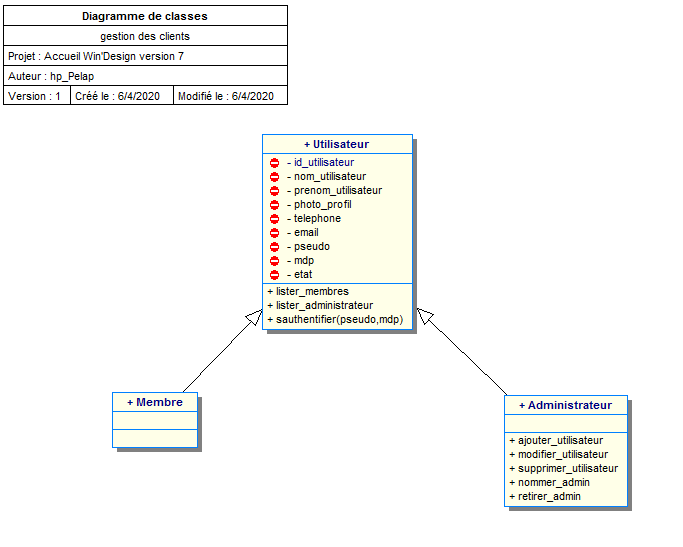 Diagramme de classes
gestion des clients
Projet : Accueil Win'Design version 7
Auteur : hp_Pelap
Version : 1 Créé le : 6/4/2020 Modifié le : 6/4/2020
+ Utilisateur
- id_utilisateur
- nom_utilisateur
- prenom_utilisateur
- photo_profil
- telephone
- email
- pseudo
- mdp
- etat
+ lister_membres
+ lister_administrateur
+ sauthentifier(pseudo,mdp)
+ Membre
+ Administrateur
+ ajouter_utilisateur
+ modifier_utilisateur
+ supprimer_utilisateur
+ nommer_admin
+ retirer_admin